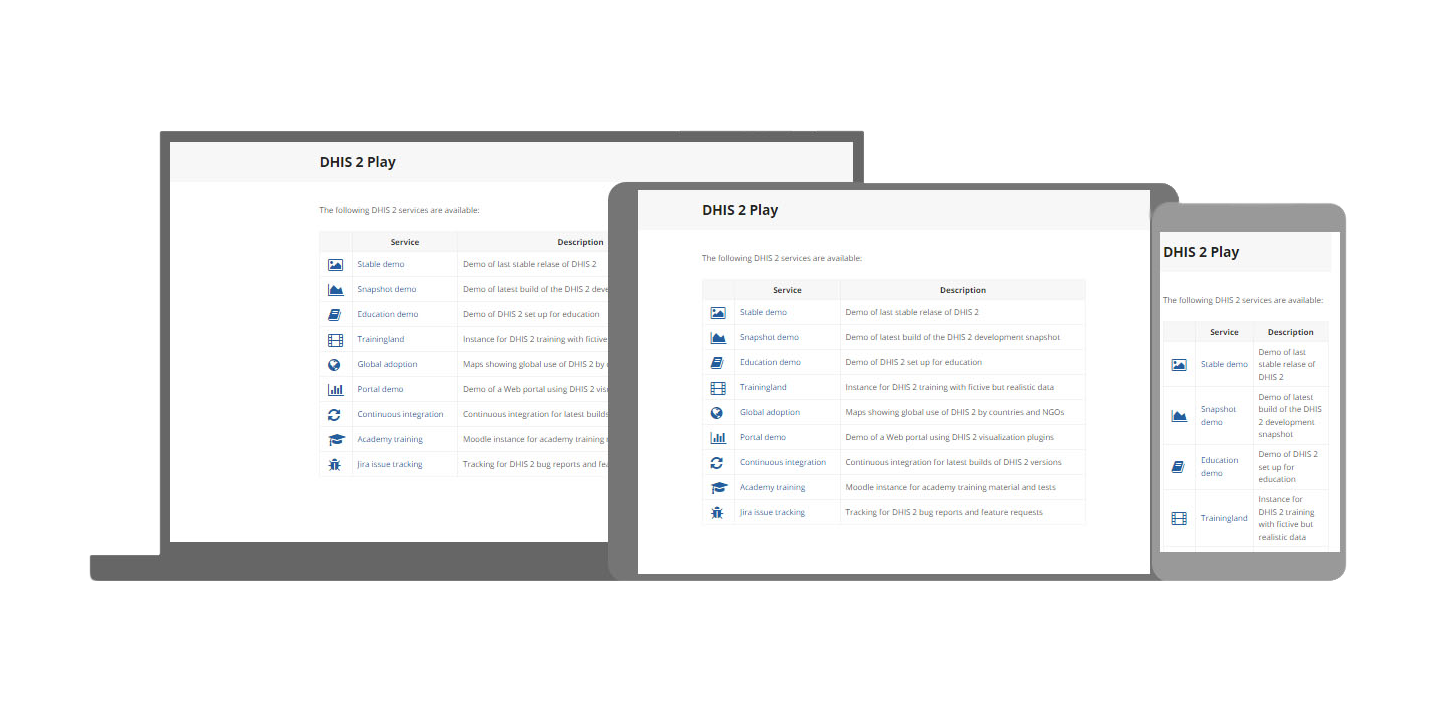 DHIS 2 Play
The following DHIS 2 services are available:
Service Description
Stable demo Demo of last stable relase of DHIS 2
Snapshot demo Demo of latest build of the DHIS 2 deve
Education demo Demo of DHIS 2 set up for education
Trainingland Instance for DHIS 2 training with fictive
Global adoption Maps showing global use of DHIS 2 by
Portal demo Demo of a Web portal using DHIS 2
Continuous integration Continuous integration for latest builds
Academy training Moodle instance for academy training
Jira issue tracking Tracking for DHIS 2 bug reports and
DHIS 2 Play
The following DHIS 2 services are available:
Service Description
Stable demo Demo of last stable relase of DHIS 2
Snapshot demo Demo of latest build of the DHIS 2 development snapshot
Education demo Demo of DHIS 2 set up for education
Trainingland Instance for DHIS 2 training with fictive but realistic data
Global adoption Maps showing global use of DHIS 2 by countries and NGOs
Portal demo Demo of a Web portal using DHIS 2 visualization plugins
Continuous integration Continuous integration for latest builds of DHIS 2 versions
Academy training Moodle instance for academy training material and tests
Jira issue tracking Tracking for DHIS 2 bug reports and feature requests
DHIS 2 Play
The following DHIS 2 services are available:
Service Description
Stable demo
Demo of last
stable relase of
DHIS 2
Snapshot
demo
Demo of latest
build of the DHIS
2 development
snapshot
Education
demo
Demo of DHIS 2
set up for
education
Trainingland
Instance for
DHIS 2 training
with fictive but
realistic data